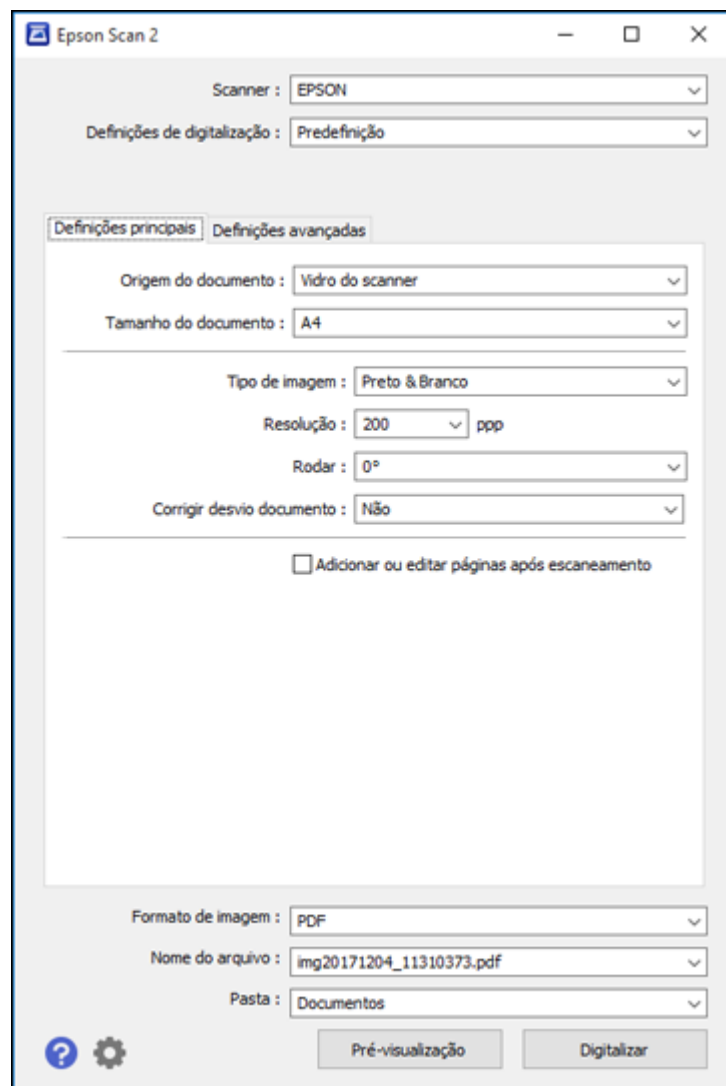 Epson Scan 2
Scanner : EPSON
Definições de digitalização : Predefinição
Definições principais Definições avançadas
Origem do documento : Vidro do scanner
Tamanho do documento : A4
Tipo de imagem : Preto & Branco
Resolução : 200 ppp
Rodar : 0°
Corrigir desvio documento : Não
Adicionar ou editar páginas após escaneamento
Formato de imagem : PDF
Nome do arquivo : img20171204_11310373.pdf
Pasta : Documentos
? Pré-visualização Digitalizar